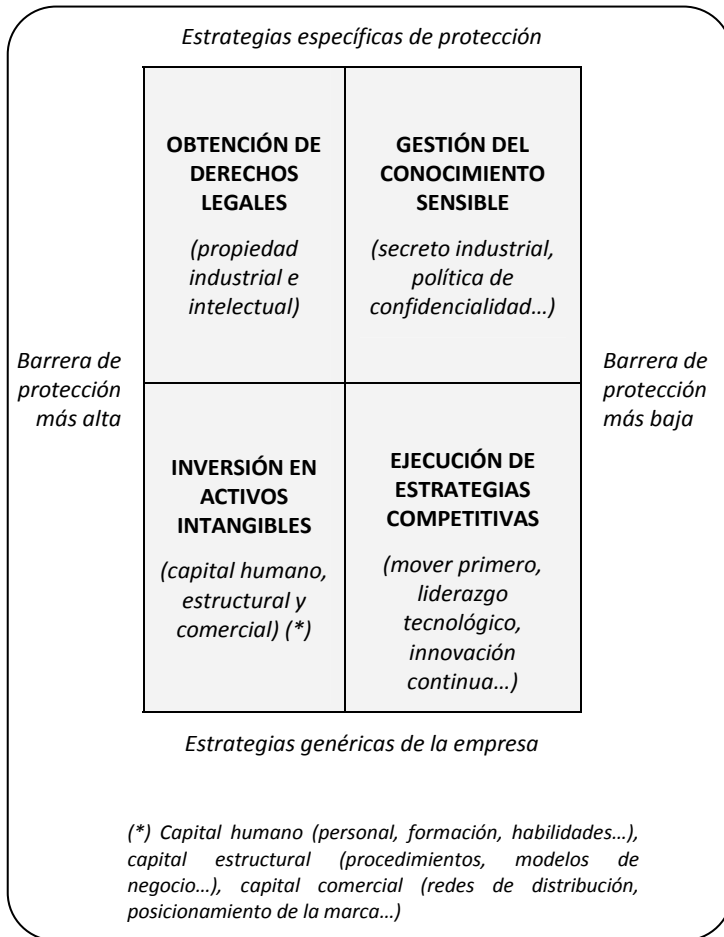 Estrategias específicas de protección
OBTENCIÓN DE
DERECHOS
LEGALES
(propiedad
industrial e
intelectual)
GESTIÓN DEL
CONOCIMIENTO
SENSIBLE
(secreto industrial,
política de
confidencialidad…)
Barrera de
protección
más alta
Barrera de
protección
más baja
INVERSIÓN EN
ACTIVOS
INTANGIBLES
(capital humano,
estructural y
comercial) (*)
EJECUCIÓN DE
ESTRATEGIAS
COMPETITIVAS
(mover primero,
liderazgo
tecnológico,
innovación
continua…)
Estrategias genéricas de la empresa
(*) Capital humano (personal, formación, habilidades…),
capital estructural (procedimientos, modelos de
negocio…), capital comercial (redes de distribución,
posicionamiento de la marca…)